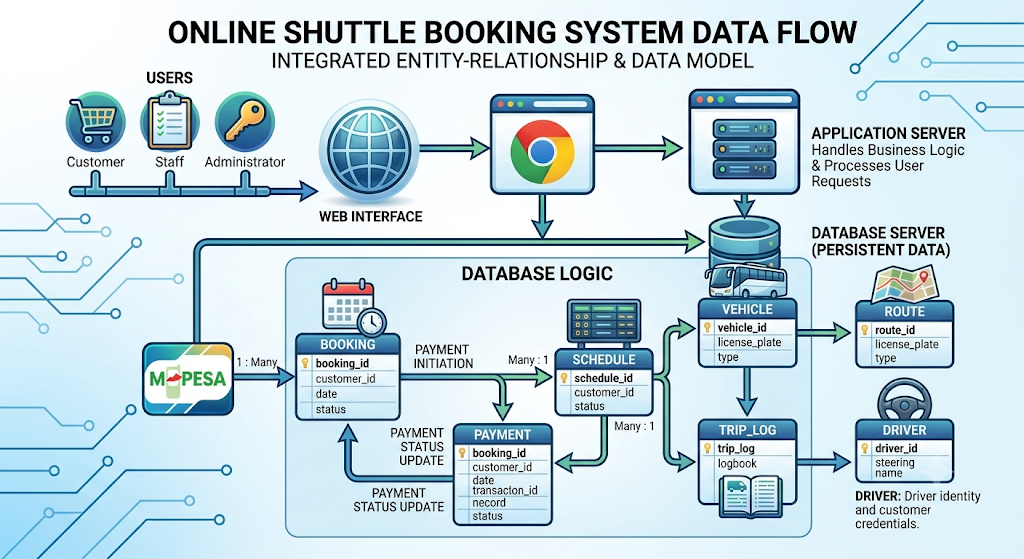 ONLINE SHUTTLE BOOKING SYSTEM DATA FLOW
INTEGRATED ENTITY-RELATIONSHIP & DATA MODEL
USERS
Customer
Staff
Administrator
WEB INTERFACE
APPLICATION SERVER
Handles Business Logic
& Processes User
Requests
DATABASE SERVER
(PERSISTENT DATA)
DATABASE LOGIC
M-PESA
1 : Many
BOOKING
booking_id
customer_id
date
status
PAYMENT
INITIATION
Many : 1
SCHEDULE
schedule_id
customer_id
status
Many : 1
VEHICLE
vehicle_id
license_plate
type
ROUTE
route_id
license_plate
type
PAYMENT
STATUS
UPDATE
PAYMENT
STATUS UPDATE
PAYMENT
booking_id
customer_id
date
transacton_id
necord
status
TRIP_LOG
trip_log
logbook
DRIVER
driver_id
steering
name
DRIVER: Driver identity
and customer
credentials.